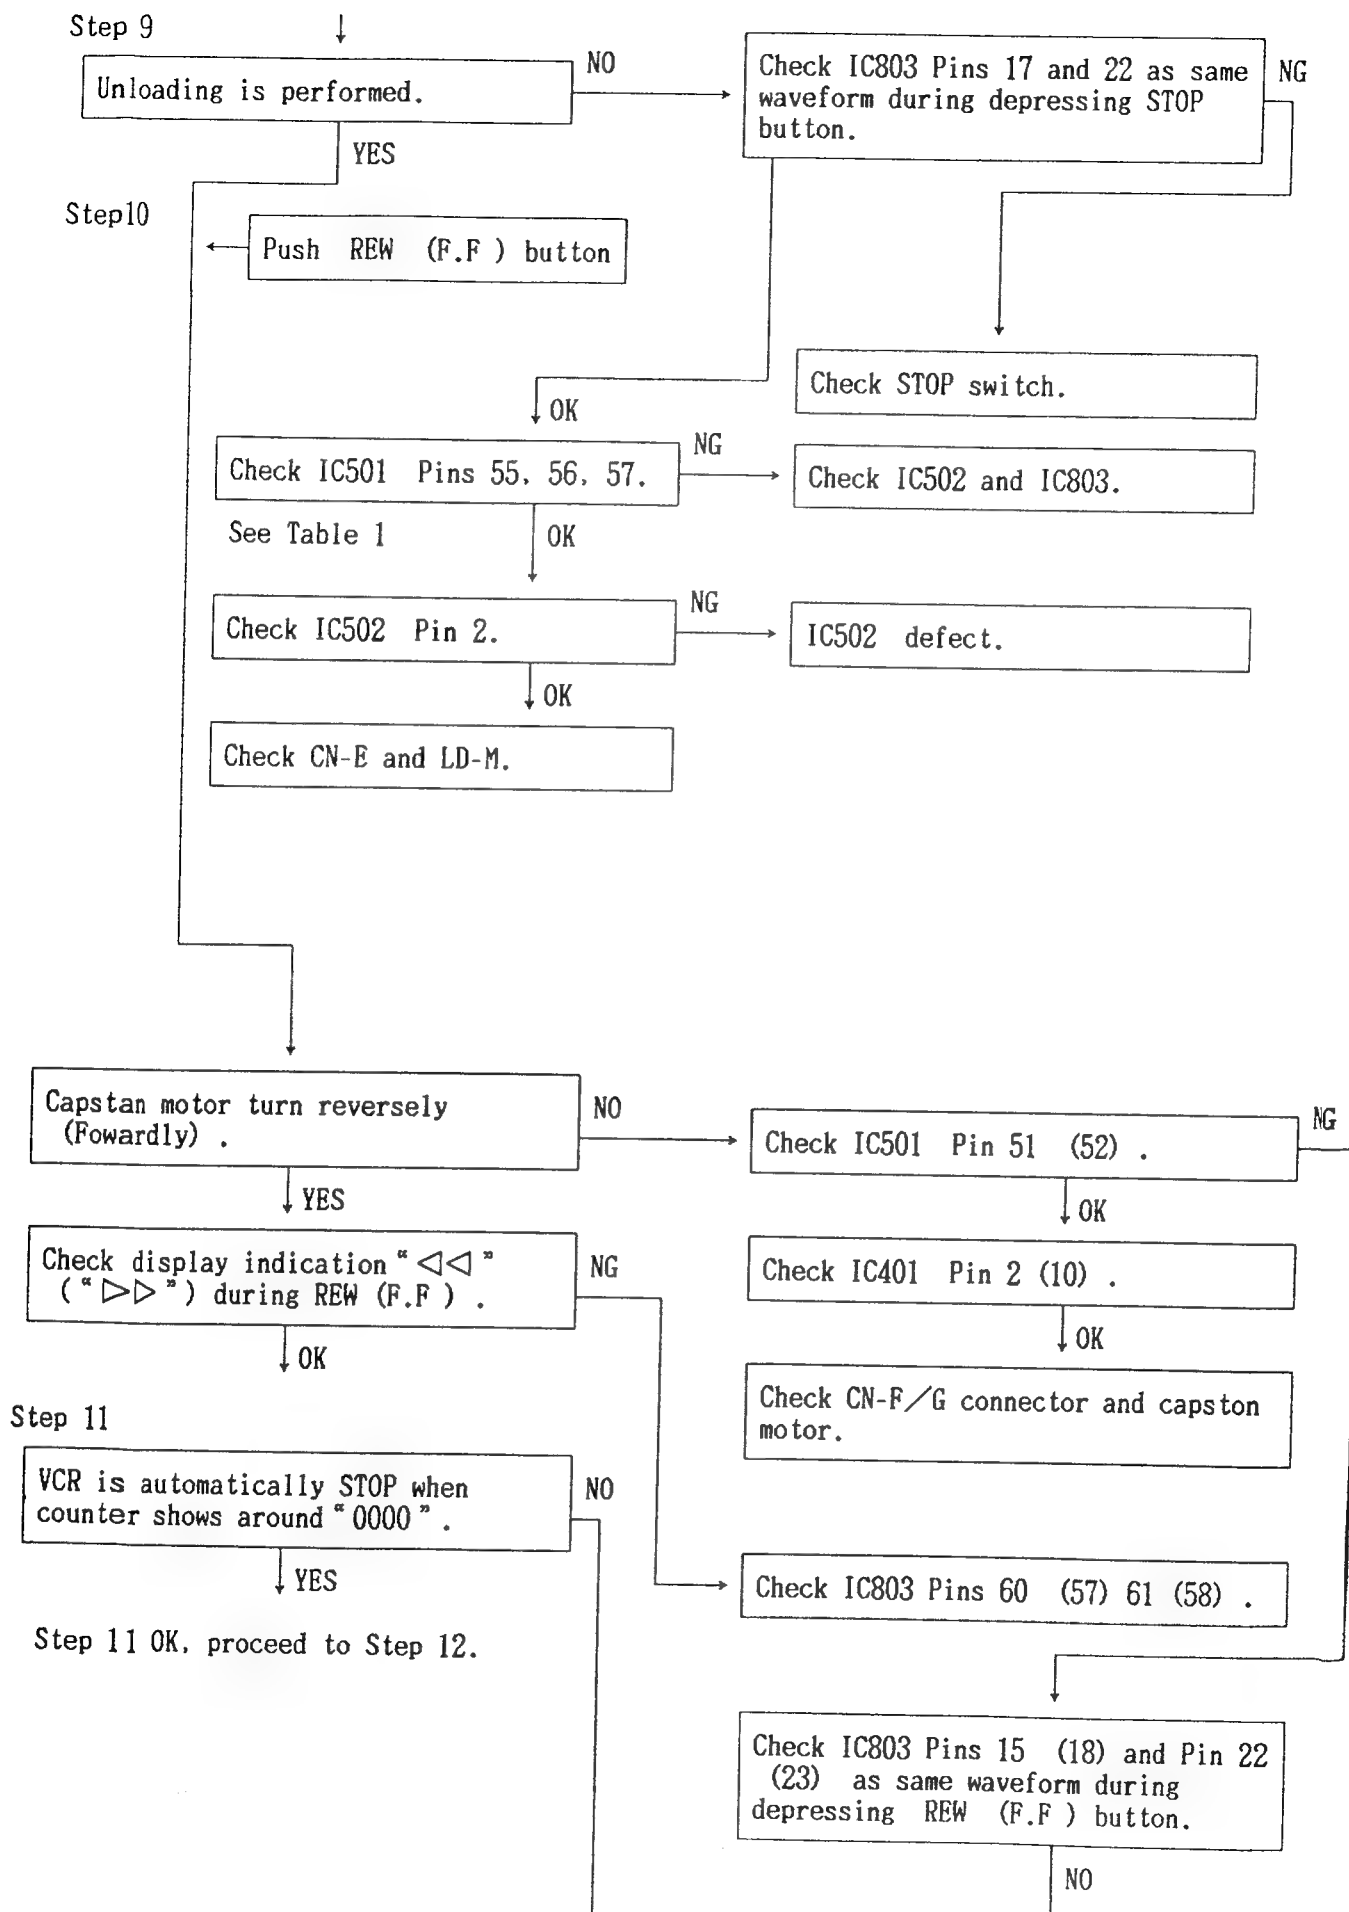 Step 9
Unloading is performed.
NO
Check IC803 Pins 17 and 22 as same
waveform during depressing STOP
button.
NG
YES
Step10
Push REW (F.F ) button
Check STOP switch.
OK
Check IC501 Pins 55, 56, 57.
NG
Check IC502 and IC803.
See Table 1
OK
Check IC502 Pin 2.
NG
IC502 defect.
OK
Check CN-E and LD-M.
Capstan motor turn reversely
(Fowardly) .
NO
Check IC501 Pin 51 (52) .
NG
YES
OK
Check display indication “ ◁◁ ”
( “ ▷▷ ” ) during REW (F.F ) .
NG
Check IC401 Pin 2 (10) .
OK
OK
Check CN-F/G connector and capston
motor.
Step 11
VCR is automatically STOP when
counter shows around “ 0000 ” .
NO
YES
Check IC803 Pins 60 (57) 61 (58) .
Step 11 OK, proceed to Step 12.
Check IC803 Pins 15 (18) and Pin 22
(23) as same waveform during
depressing REW (F.F ) button.
NO